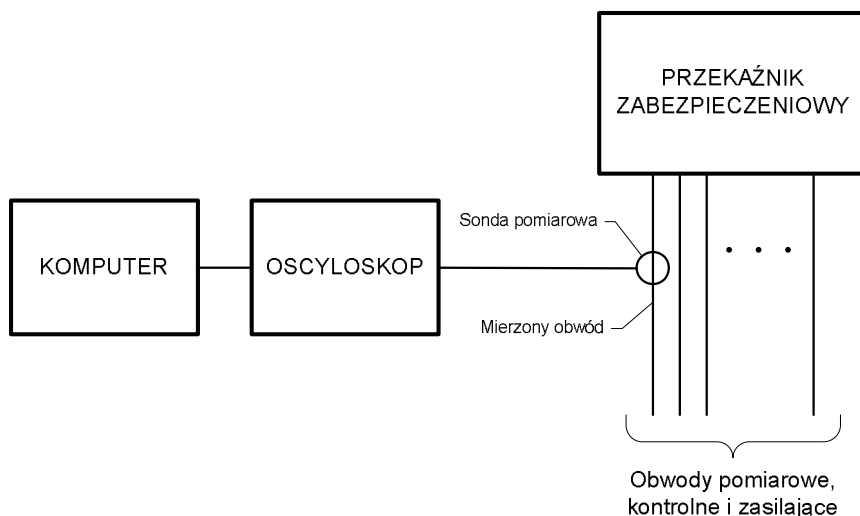 PRZEKAŹNIK
ZABEZPIECZENIOWY
Sonda pomiarowa
KOMPUTER
OSCYLOSKOP
Mierzony obwód
Obwody pomiarowe,
kontrolne i zasilające